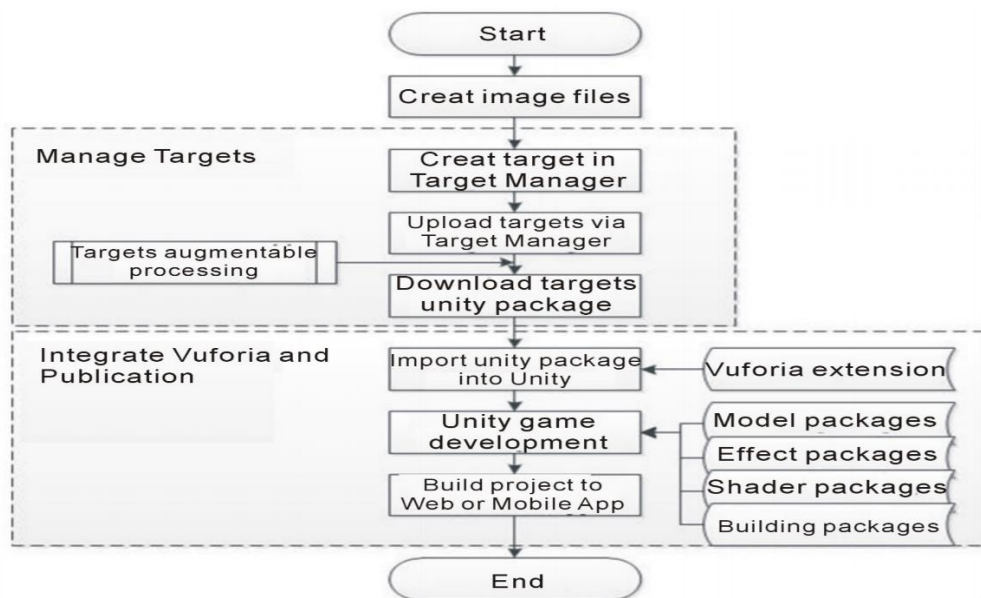 Start
Creat image files
Manage Targets
Creat target in
Target Manager
Upload targets via
Target Manager
Targets augmentable
processing
Download targets
unity package
Integrate Vuforia and
Publication
Import unity package
into Unity
Vuforia extension
Unity game
development
Model packages
Effect packages
Shader packages
Building packages
Build project to
Web or Mobile App
End